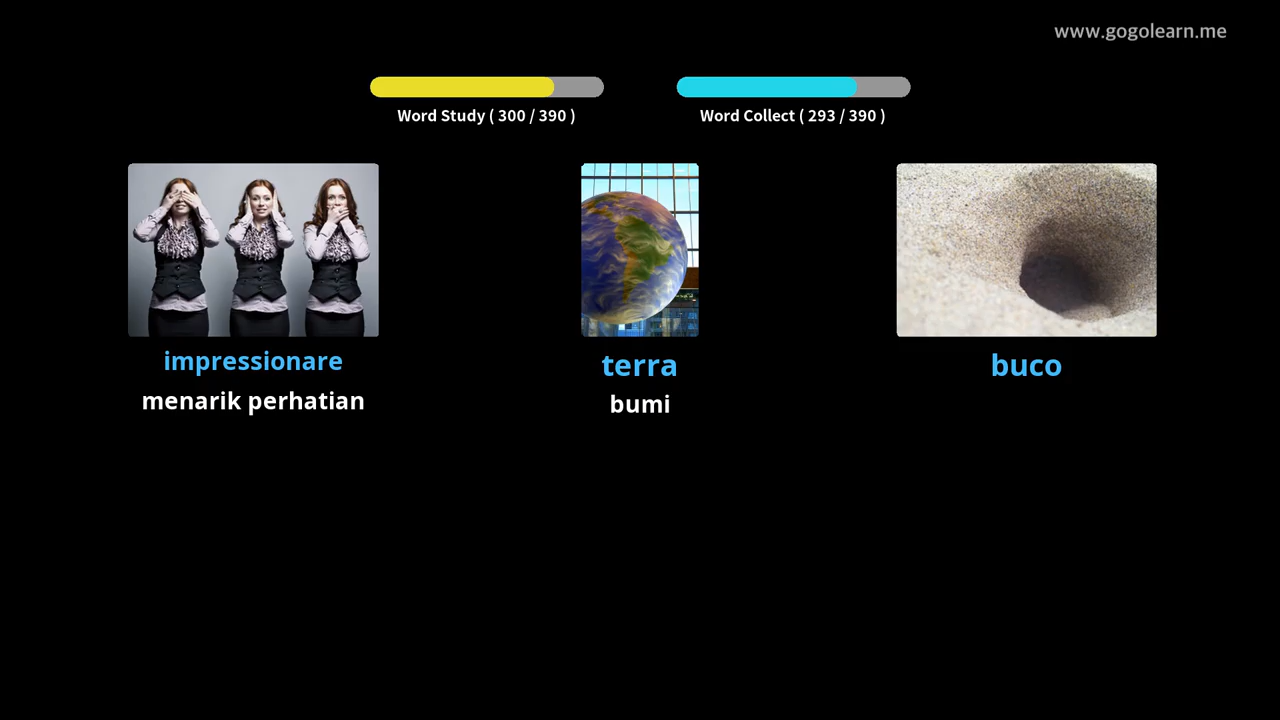 www.gogolearn.me
Word Study ( 300 / 390 )
Word Collect ( 293 / 390 )
impressionare
menarik perhatian
terra
bumi
buco